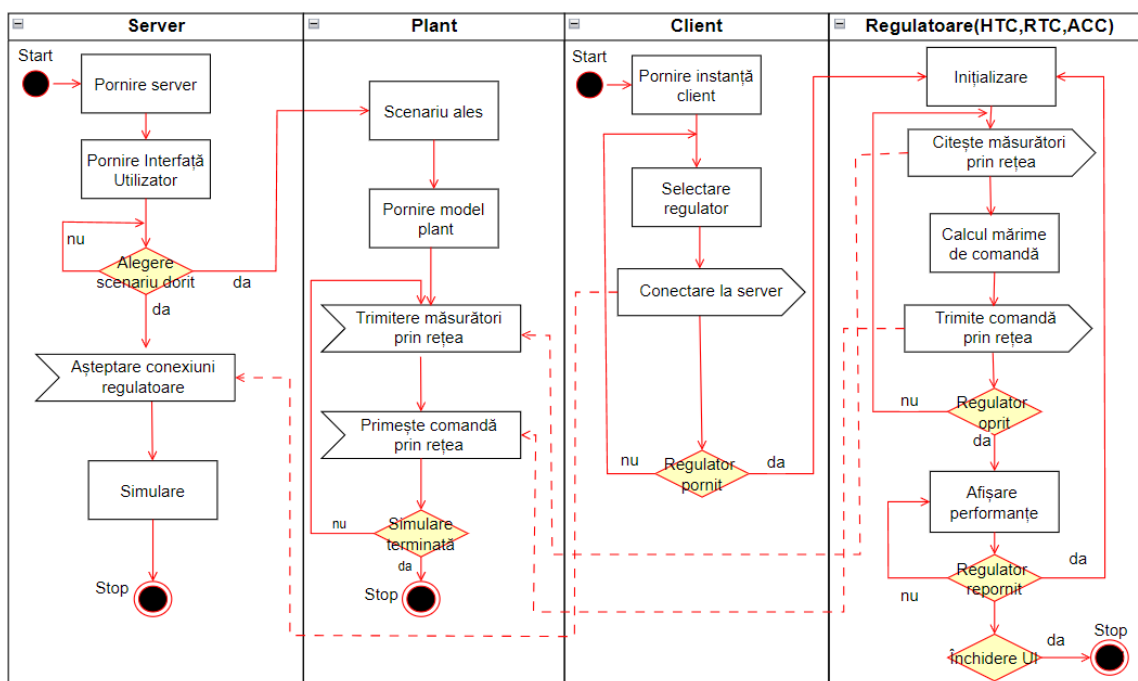 Server
Plant
Client
Regulatoare(HTC,RTC,ACC)
Start
Pornire server
Pornire Interfață
Utilizator
nu
Alegere
scenariu dorit
da
da
Așteptare conexiuni
regulatoare
Simulare
Stop
Scenariu ales
Pornire model
plant
Trimitere măsurători
prin rețea
Primește comandă
prin rețea
nu
Simulare
terminată
da
Stop
Start
Pornire instanță
client
Selectare
regulator
Conectare la server
nu
Regulator
pornit
da
Inițializare
Citește măsurători
prin rețea
Calcul mărime
de comandă
Trimite comandă
prin rețea
nu
Regulator
oprit
da
Afișare
performanțe
Regulator
repornit
da
nu
Închidere UI
da
Stop